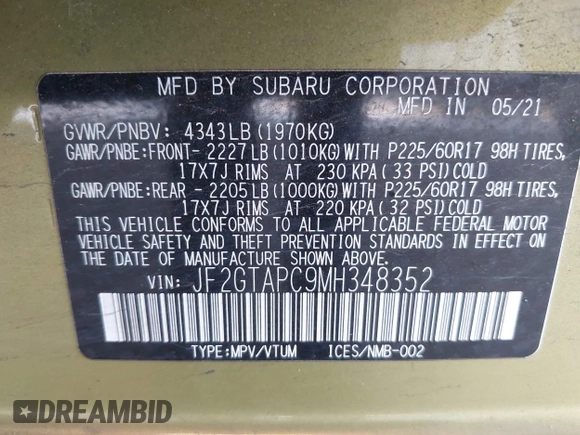 MFD BY SUBARU CORPORATION
MFD IN 05/21
GVWR/PNBV: 4343LB(1970KG)
GAWR/PNBE:FRONT- 2227LB(1010KG)WITH P225/60R17 98H TIRES,
17X7J RIMS AT 230 KPA( 33 PSI)COLD
GAWR/PNBE:REAR - 2205LB(1000KG)WITH P225/60R17 98H TIRES,
17X7J RIMS AT 220 KPA( 32 PSI)COLD
THIS VEHICLE CONFORMS TO ALL APPLICABLE FEDERAL MOTOR
VEHICLE SAFETY AND THEFT PREVENTION STANDARDS IN EFFECT ON
THE DATE OF MANUFACTURE SHOWN ABOVE.
VIN: JF2GTAPC9MH348352
TYPE:MPV/VTUM ICES/NMB-002
DREAMBID